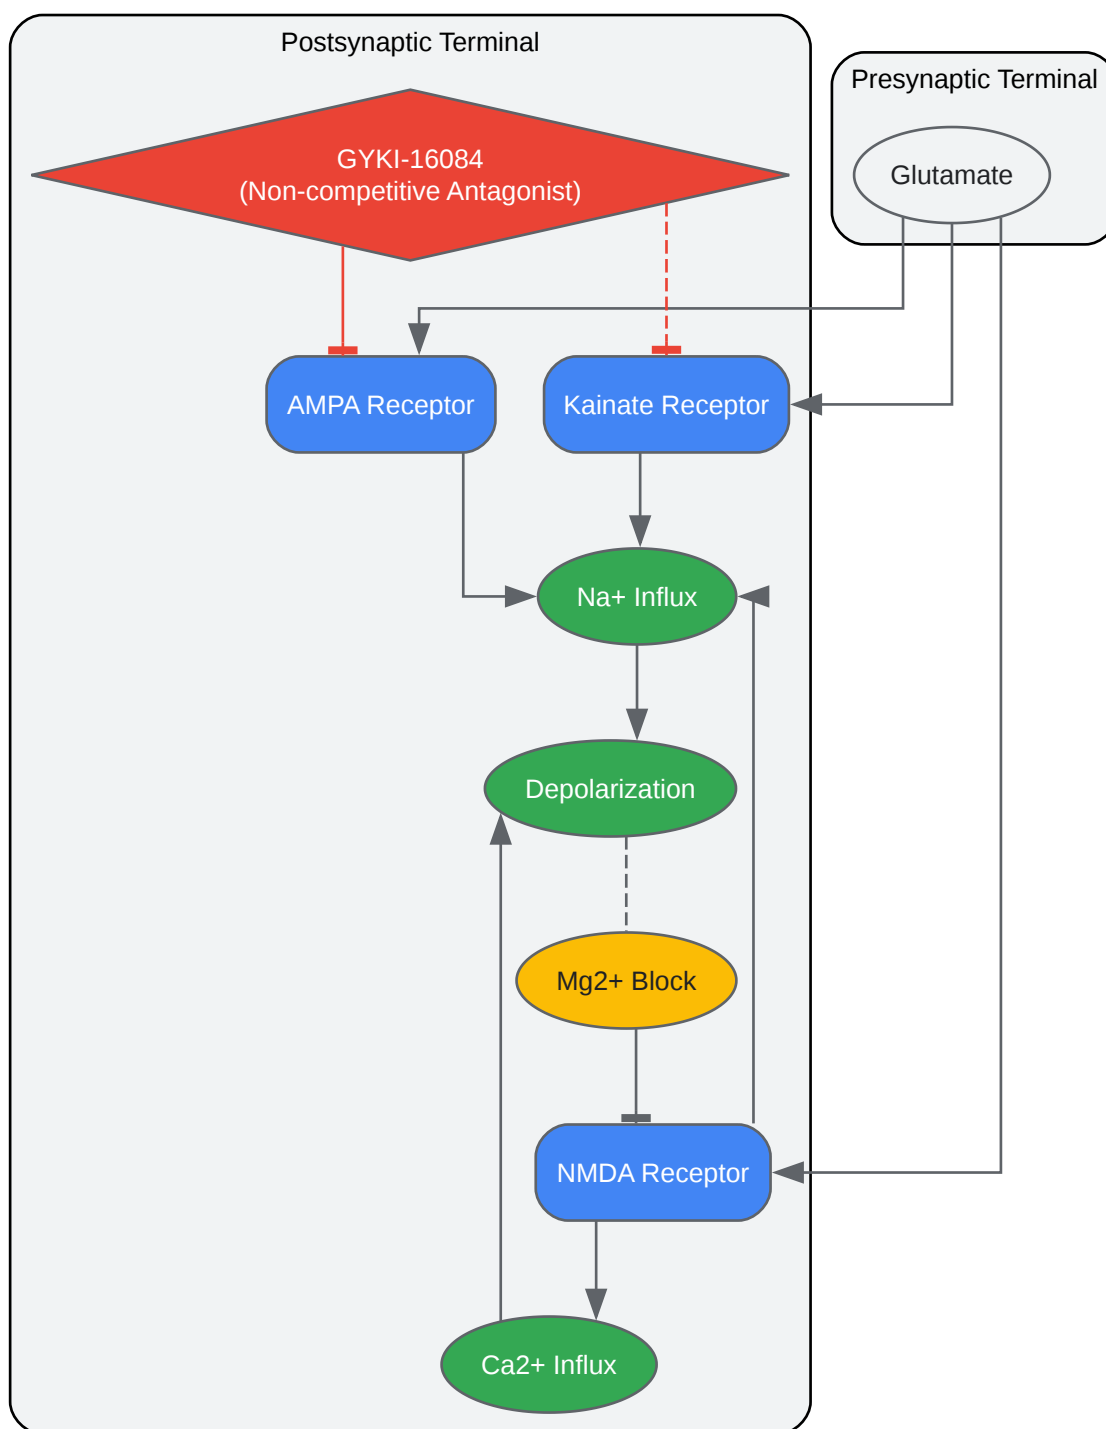 Postsynaptic Terminal
Presynaptic Terminal
GYKI-16084
(Non-competitive Antagonist)
Glutamate
AMPA Receptor
Kainate Receptor
Na+ Influx
Depolarization
Mg2+ Block
NMDA Receptor
Ca2+ Influx